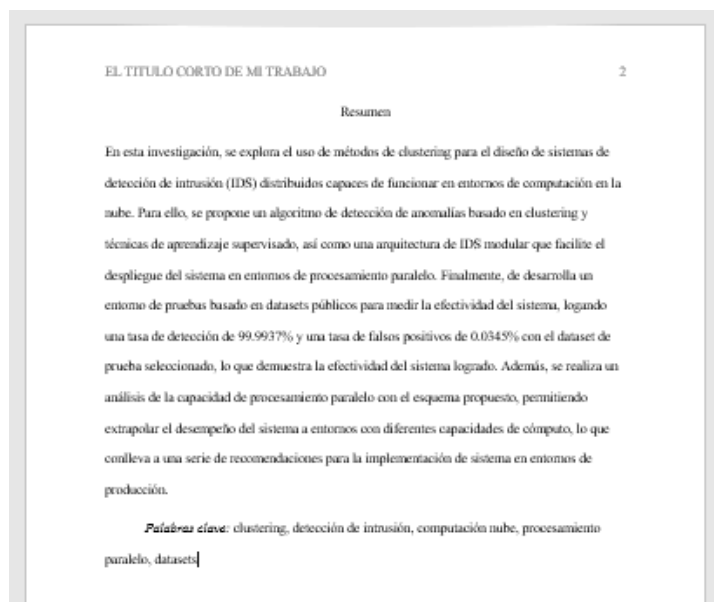 EL TITULO CORTO DE MI TRABAJO 2
Resumen
En esta investigación, se explora el uso de métodos de clustering para el diseño de sistemas de
detección de intrusión (IDS) distribuidos capaces de funcionar en entornos de computación en la
nube. Para ello, se propone un algoritmo de detección de anomalías basado en clustering y
técnicas de aprendizaje supervisado, así como una arquitectura de IDS modular que facilite el
despliegue del sistema en entornos de procesamiento paralelo. Finalmente, de desarrolla un
entorno de pruebas basado en datasets públicos para medir la efectividad del sistema, logando
una tasa de detección de 99.9937% y una tasa de falsos positivos de 0.0345% con el dataset de
prueba seleccionado, lo que demuestra la efectividad del sistema logrado. Además, se realiza un
análisis de la capacidad de procesamiento paralelo con el esquema propuesto, permitiendo
extrapolar el desempeño del sistema a entornos con diferentes capacidades de cómputo, lo que
conlleva a una serie de recomendaciones para la implementación de sistema en entornos de
producción.
Palabras clave: clustering, detección de intrusión, computación nube, procesamiento
paralelo, datasets